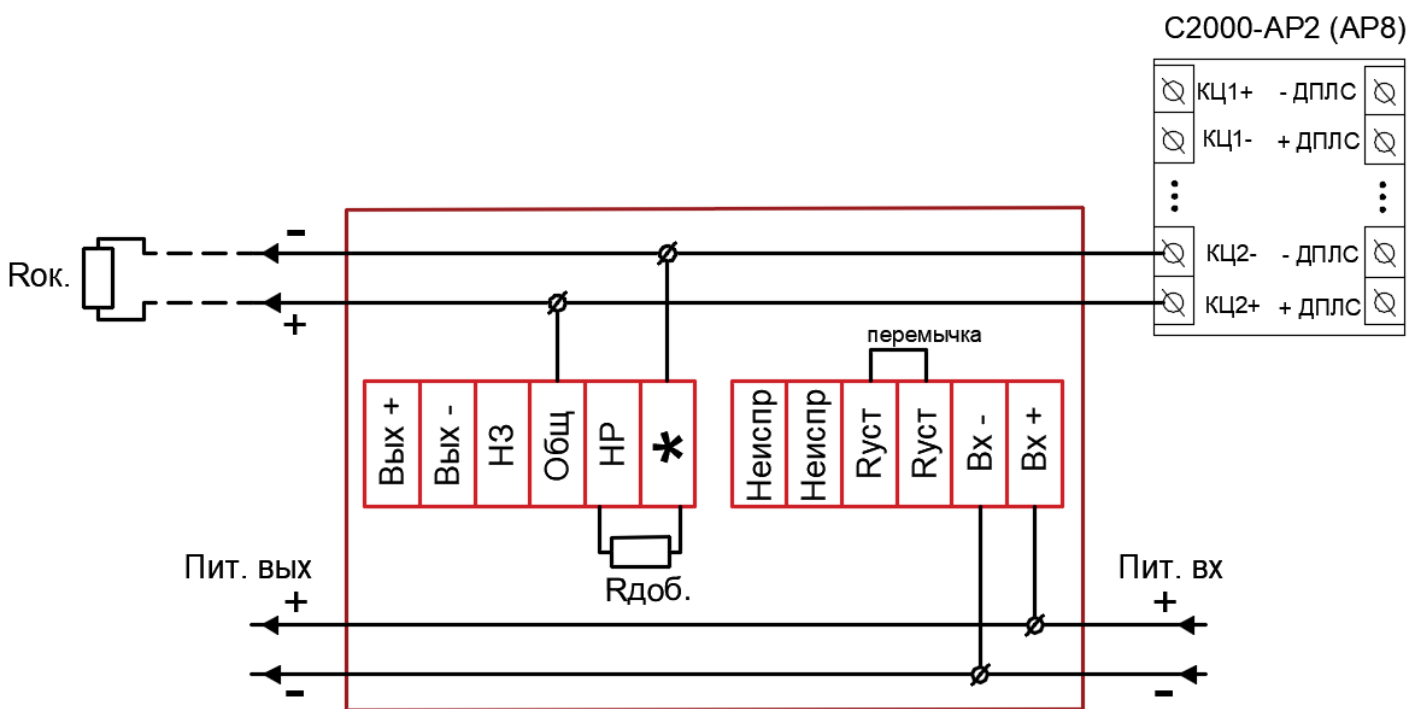 С2000-АР2 (АР8)
КЦ1+ - ДПЛС
КЦ1- + ДПЛС
КЦ2- - ДПЛС
КЦ2+ + ДПЛС
-
Rок.
+
перемычка
Вых +
Вых -
НЗ
Общ
НР
*
Неиспр
Неиспр
Rуст
Rуст
Вх -
Вх +
Rдоб.
Пит. вых
+
-
Пит. вх
+
-